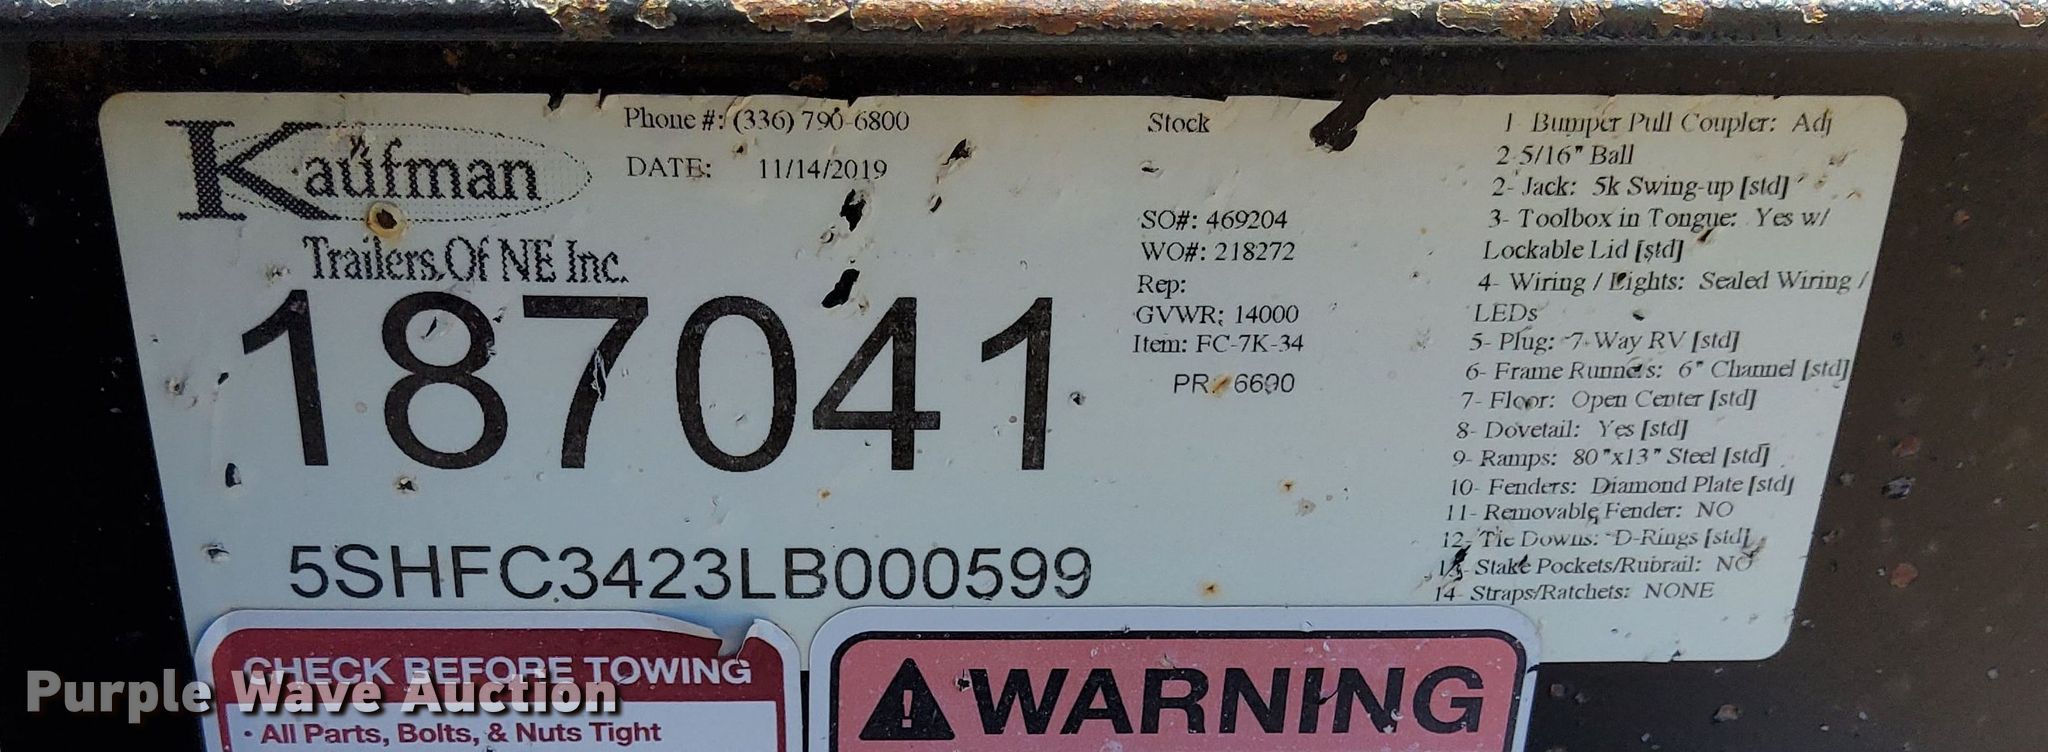 Kaufman
Trailers Of NE Inc.
Phone #: (336) 790-6800
DATE: 11/14/2019
187041
5SHFC3423LB000599
Stock
SO#: 469204
WO#: 218272
Rep:
GVWR: 14000
Item: FC-7K-34
PR: 6690
1- Bumper Pull Coupler: Adj
2 5/16" Ball
2- Jack: 5k Swing-up [std]
3- Toolbox in Tongue: Yes w/
Lockable Lid [std]
4- Wiring / Lights: Sealed Wiring /
LEDs
5- Plug: 7-Way RV [std]
6- Frame Runners: 6" Channel [std]
7- Floor: Open Center [std]
8- Dovetail: Yes [std]
9- Ramps: 80"x13" Steel [std]
10- Fenders: Diamond Plate [std]
11- Removable Fender: NO
12- Tie Downs: D-Rings [std]
13- Stake Pockets/Rubrail: NO
14- Straps/Ratchets: NONE
CHECK BEFORE TOWING
· All Parts, Bolts, & Nuts Tight
WARNING
Purple Wave Auction